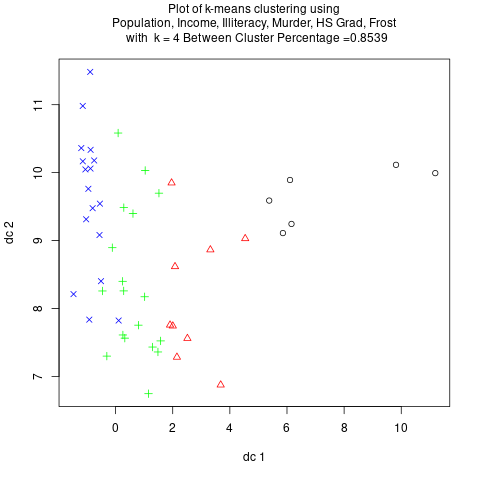 Plot of k-means clustering using
Population, Income, Illiteracy, Murder, HS Grad, Frost
with k = 4 Between Cluster Percentage =0.8539
11
10
9
8
7
dc 2
0 2 4 6 8 10
dc 1